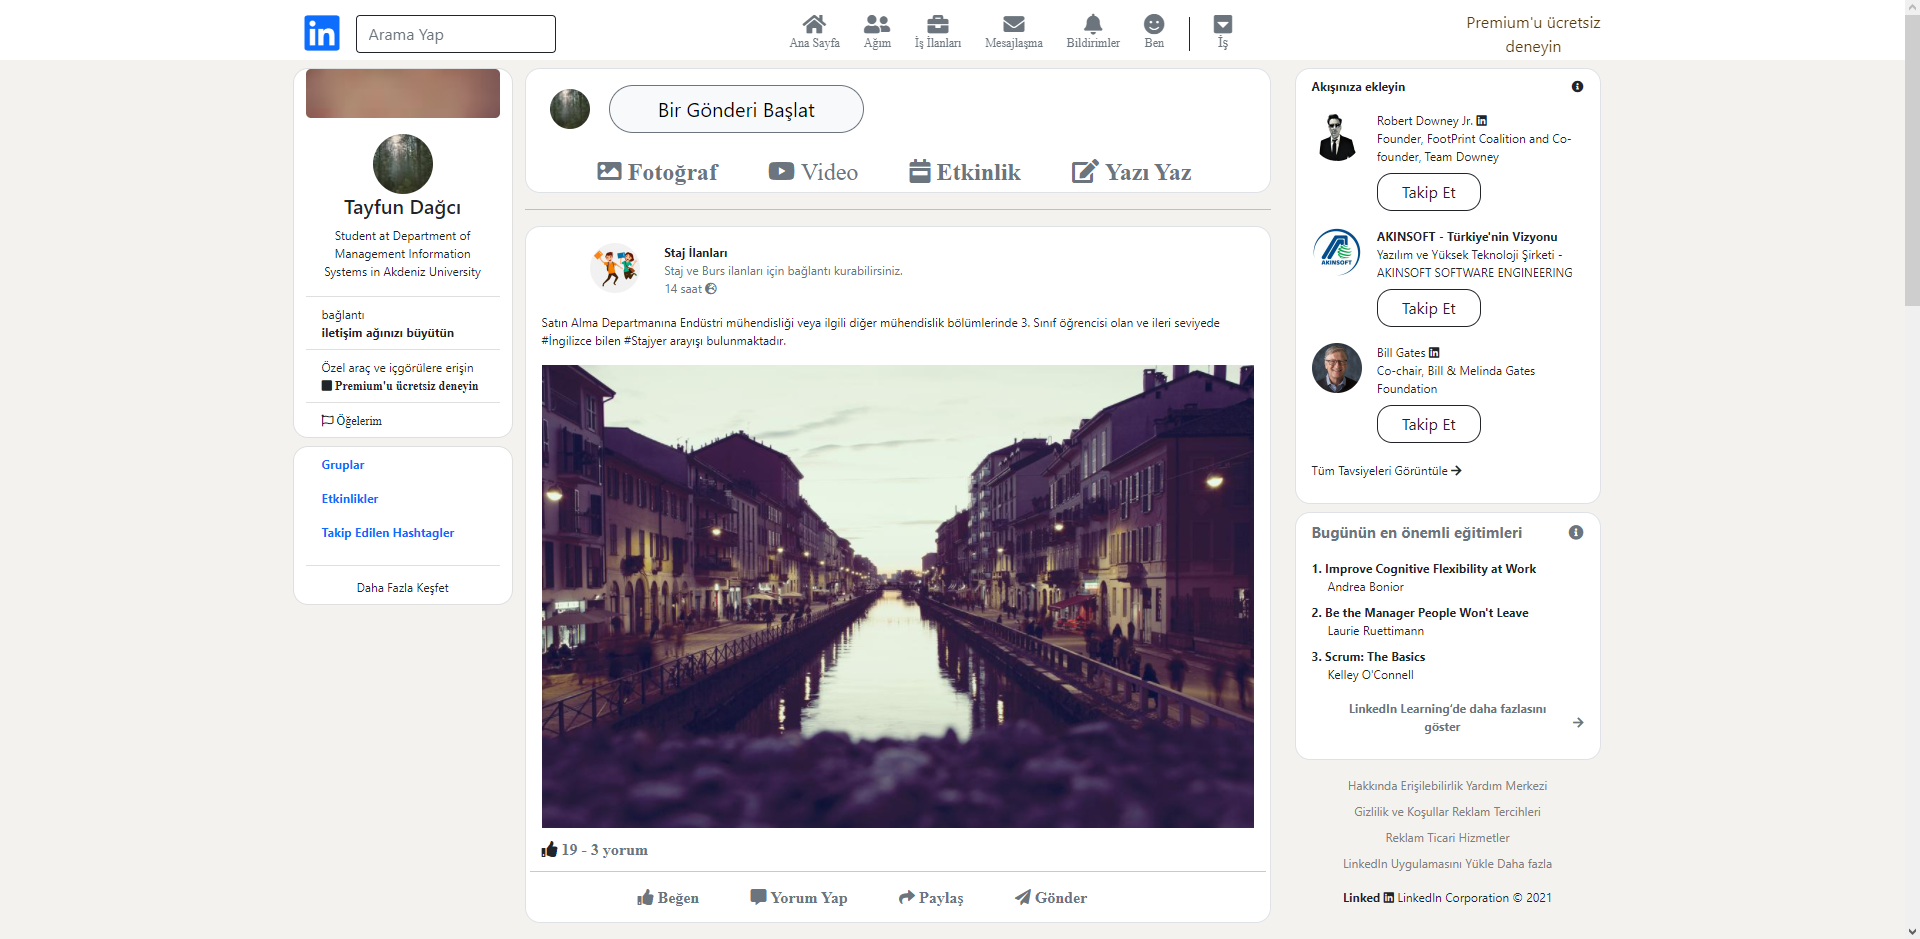 in
Arama Yap
Ana Sayfa
Ağım
İş İlanları
Mesajlaşma
Bildirimler
Ben
İş
Premium'u ücretsiz
deneyin
Tayfun Dağcı
Student at Department of
Management Information
Systems in Akdeniz University
bağlantı
iletişim ağınızı büyütün
Özel araç ve içgörülere erişin
Premium'u ücretsiz deneyin
Öğelerim
Gruplar
Etkinlikler
Takip Edilen Hashtagler
Daha Fazla Keşfet
Bir Gönderi Başlat
Fotoğraf
Video
Etkinlik
Yazı Yaz
Staj İlanları
Staj ve Burs ilanları için bağlantı kurabilirsiniz.
14 saat
Satın Alma Departmanına Endüstri mühendisliği veya ilgili diğer mühendislik bölümlerinde 3. Sınıf öğrencisi olan ve ileri seviyede
#İngilizce bilen #Stajyer arayışı bulunmaktadır.
19 - 3 yorum
Beğen
Yorum Yap
Paylaş
Gönder
Akışınıza ekleyin
Robert Downey Jr. in
Founder, FootPrint Coalition and Co-
founder, Team Downey
Takip Et
AKINSOFT
AKINSOFT - Türkiye'nin Vizyonu
Yazılım ve Yüksek Teknoloji Şirketi -
AKINSOFT SOFTWARE ENGINEERING
Takip Et
Bill Gates in
Co-chair, Bill & Melinda Gates
Foundation
Takip Et
Tüm Tavsiyeleri Görüntüle
Bugünün en önemli eğitimleri
1. Improve Cognitive Flexibility at Work
Andrea Bonior
2. Be the Manager People Won't Leave
Laurie Ruettimann
3. Scrum: The Basics
Kelley O'Connell
LinkedIn Learning'de daha fazlasını
göster
Hakkında Erişilebilirlik Yardım Merkezi
Gizlilik ve Koşullar Reklam Tercihleri
Reklam Ticari Hizmetler
LinkedIn Uygulamasını Yükle Daha fazla
Linked in LinkedIn Corporation © 2021